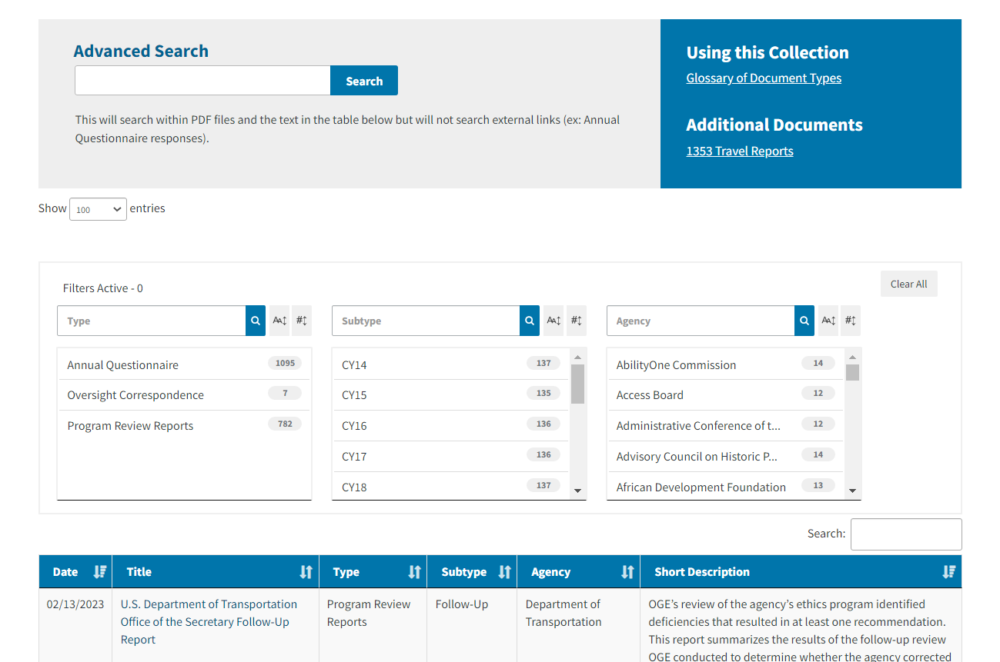 Advanced Search
Search
This will search within PDF files and the text in the table below but will not search external links (ex: Annual
Questionnaire responses).
Using this Collection
Glossary of Document Types
Additional Documents
1353 Travel Reports
Show 100 entries
Filters Active - 0
Clear All
Type
Subtype
Agency
Annual Questionnaire 1095
Oversight Correspondence 7
Program Review Reports 782
CY14 137
CY15 135
CY16 136
CY17 136
CY18 137
AbilityOne Commission 14
Access Board 12
Administrative Conference of t... 12
Advisory Council on Historic P... 14
African Development Foundation 13
Search:
Date Title Type Subtype Agency Short Description
02/13/2023
U.S. Department of Transportation
Office of the Secretary Follow-Up
Report
Program Review
Reports
Follow-Up
Department of
Transportation
OGE’s review of the agency’s ethics program identified
deficiencies that resulted in at least one recommendation.
This report summarizes the results of the follow-up review
OGE conducted to determine whether the agency corrected